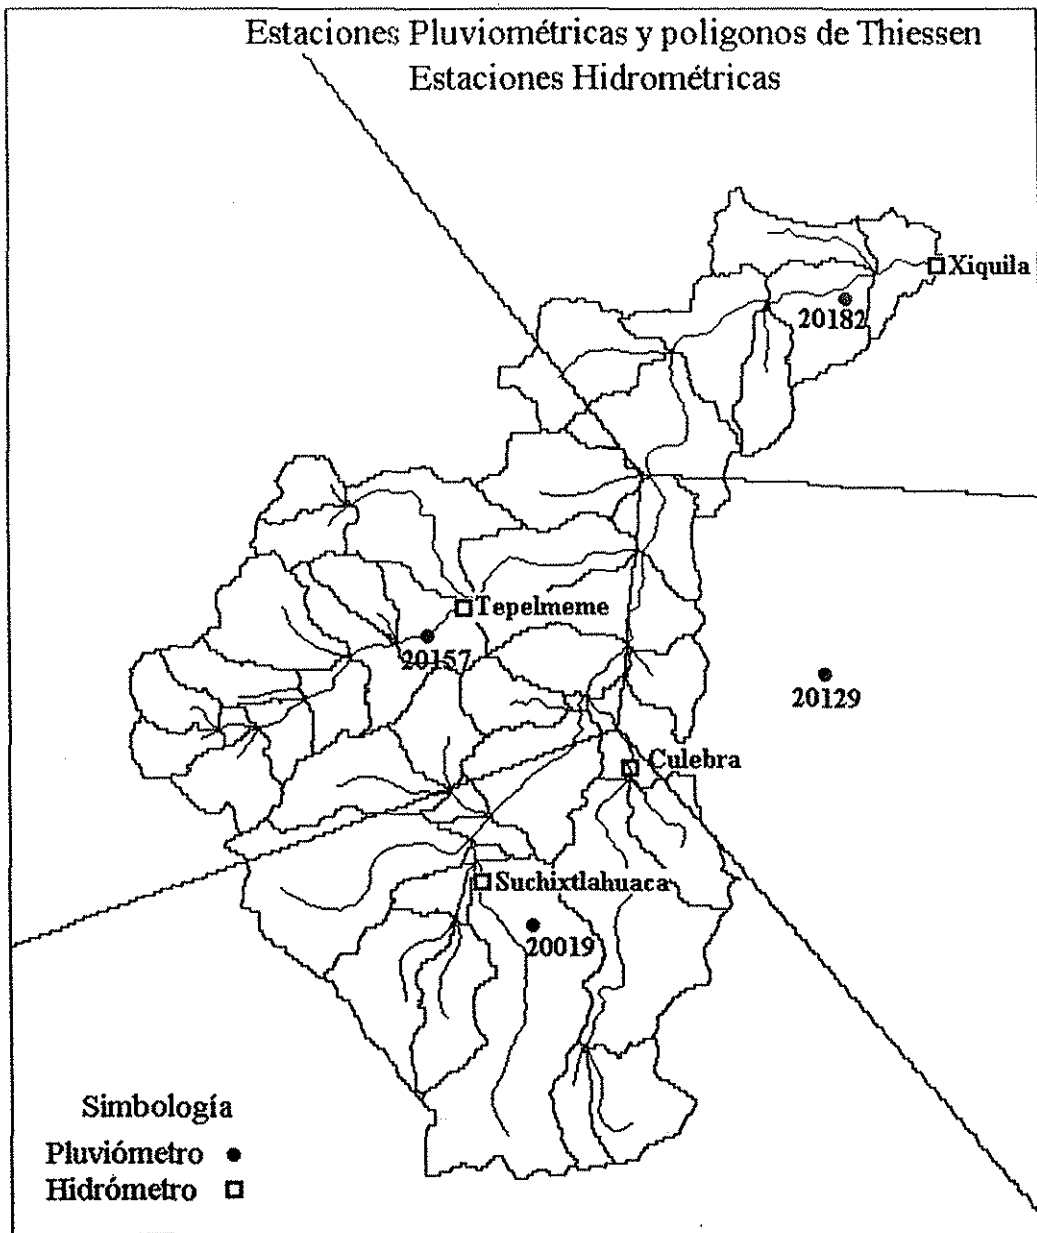 Estaciones Pluviométricas y poligonos de Thiessen
Estaciones Hidrométricas
Xiquila
20182
Tepelmeme
20157
20129
Culebra
Suchixtlahuaca
20019
Simbología
Pluviómetro
Hidrómetro